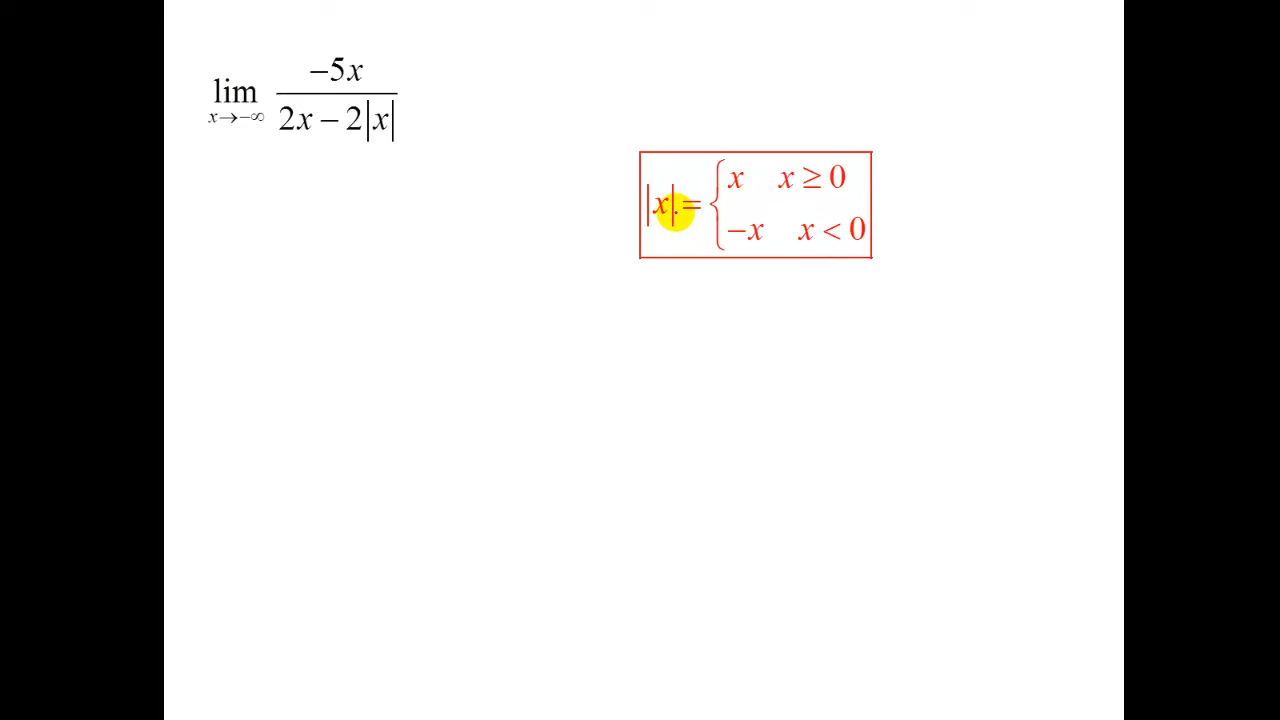 lim x→−∞ −5x / 2x − 2|x|
|x| = { x x ≥ 0
−x x < 0